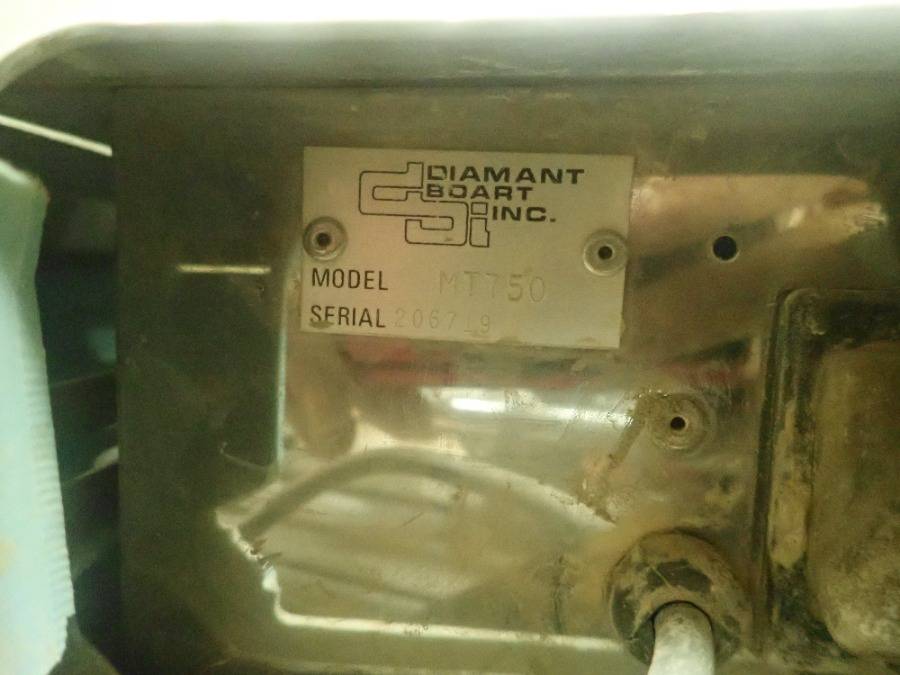 DIAMANT
BOART
INC.
MODEL MT750
SERIAL